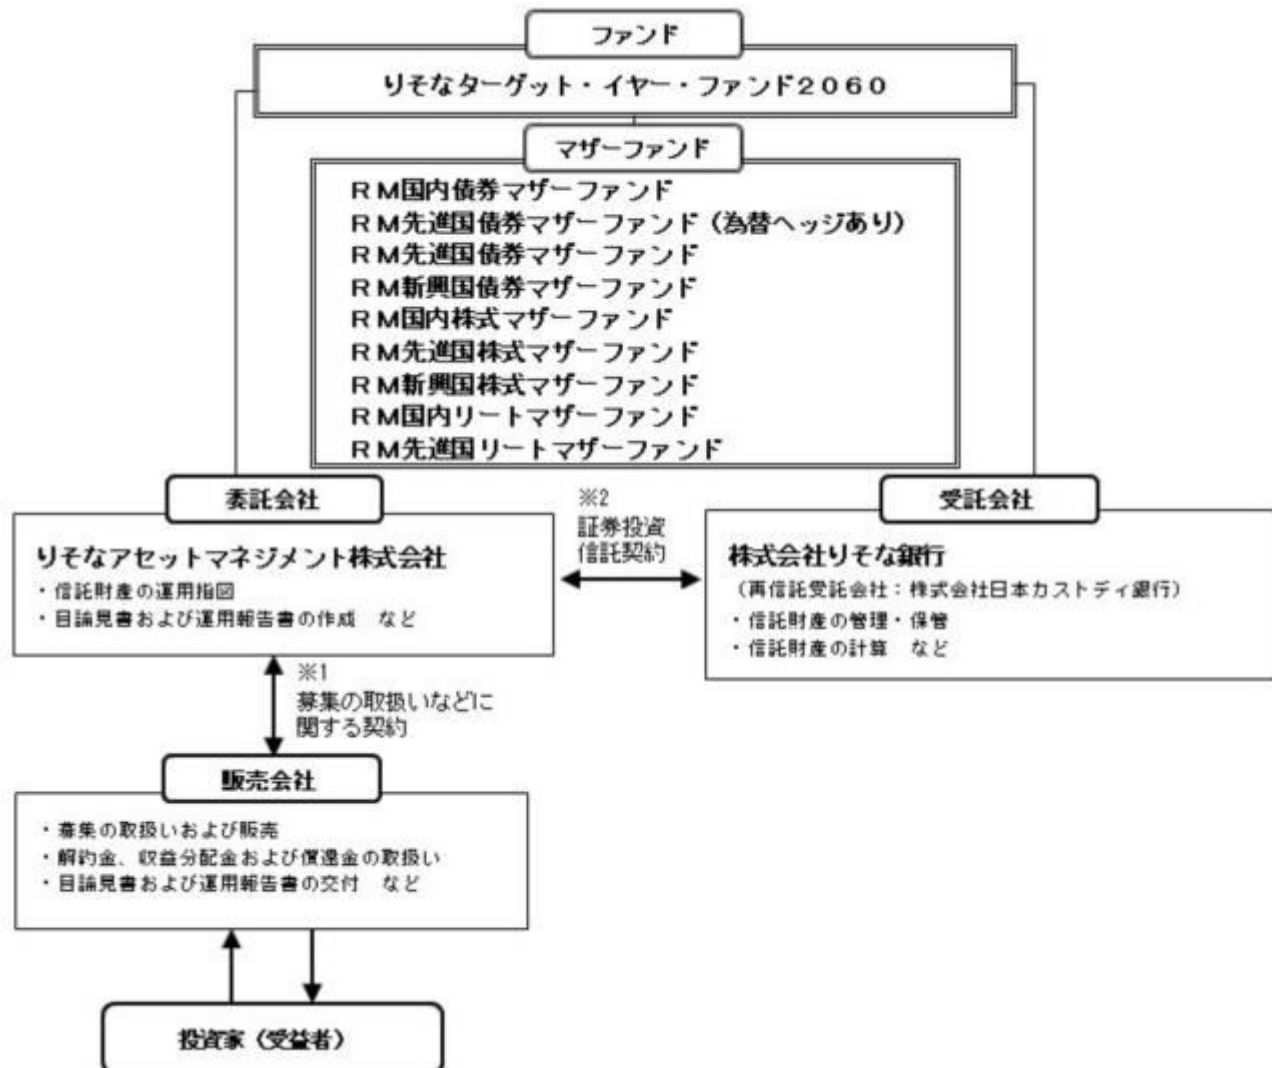 ファンド
りそなターゲット・イヤー・ファンド２０６０
マザーファンド
ＲＭ国内債券マザーファンド
ＲＭ先進国債券マザーファンド（為替ヘッジあり）
ＲＭ先進国債券マザーファンド
ＲＭ新興国債券マザーファンド
ＲＭ国内株式マザーファンド
ＲＭ先進国株式マザーファンド
ＲＭ新興国株式マザーファンド
ＲＭ国内リートマザーファンド
ＲＭ先進国リートマザーファンド
委託会社
りそなアセットマネジメント株式会社
・信託財産の運用指図
・目論見書および運用報告書の作成　など
※2
証券投資
信託契約
受託会社
株式会社りそな銀行
（再信託受託会社：株式会社日本カストディ銀行）
・信託財産の管理・保管
・信託財産の計算　など
※1
募集の取扱いなどに
関する契約
販売会社
・募集の取扱いおよび販売
・解約金、収益分配金および償還金の取扱い
・目論見書および運用報告書の交付　など
投資家（受益者）